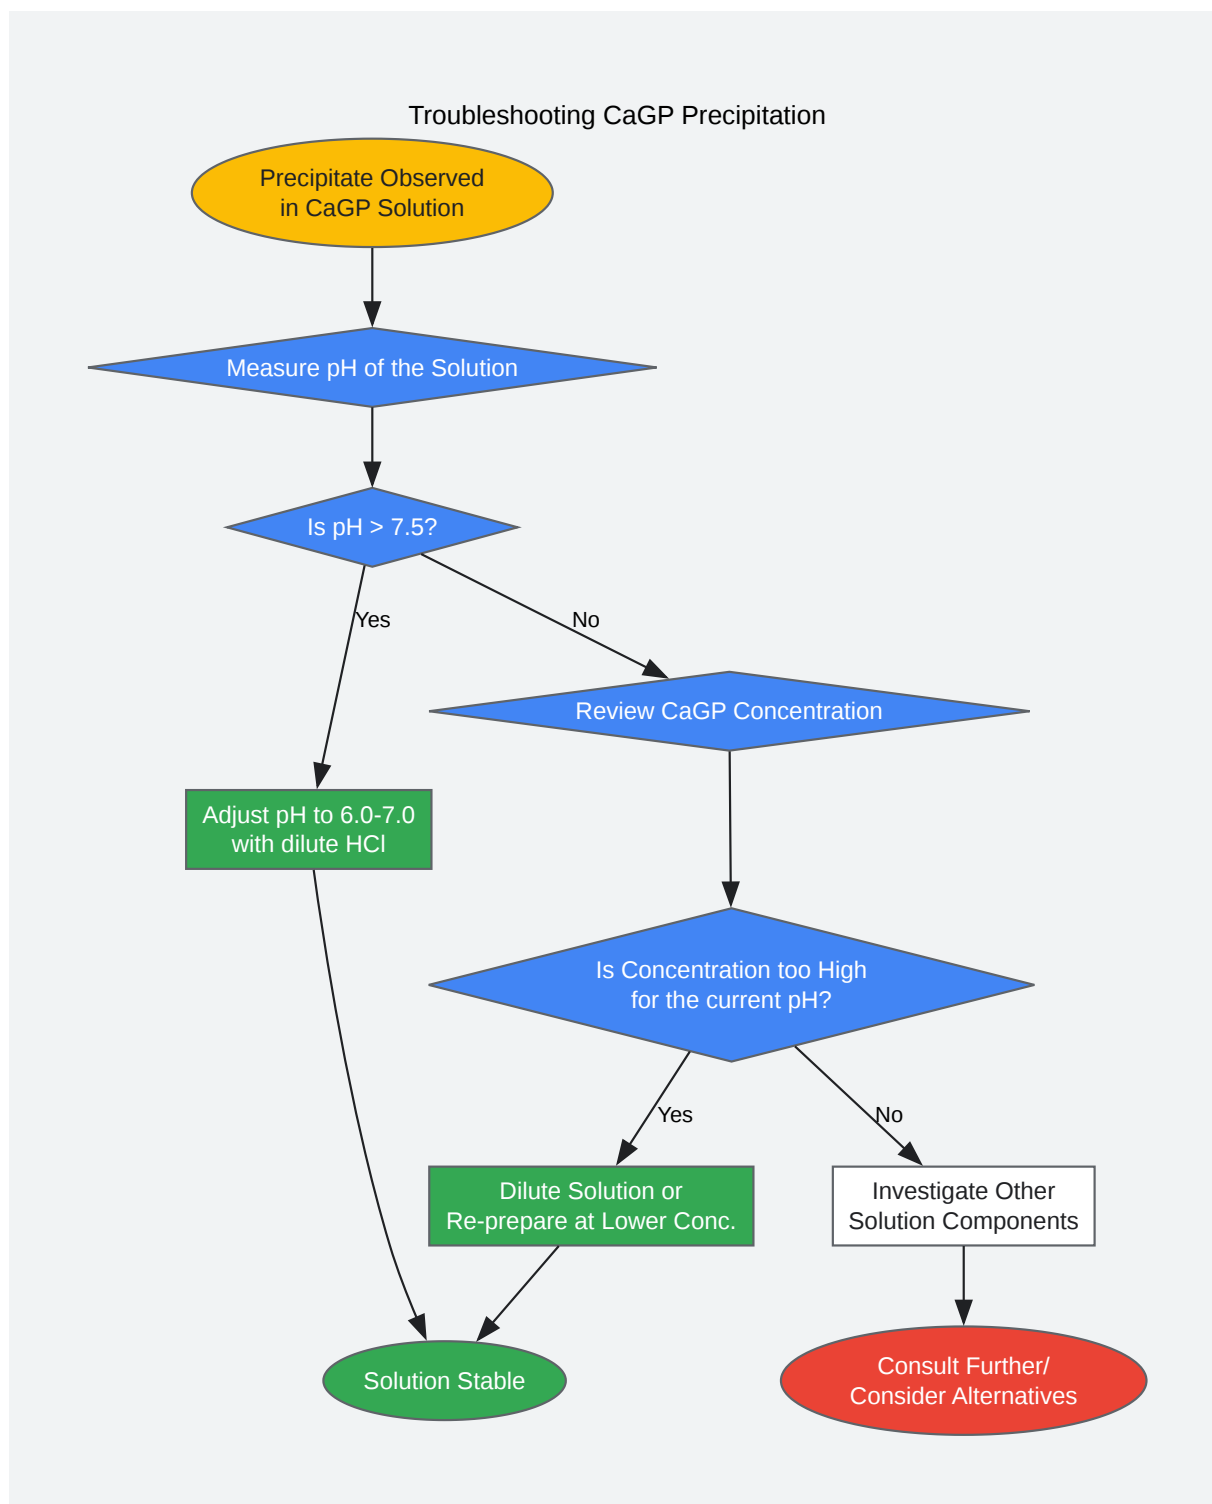 Troubleshooting CaGP Precipitation
Precipitate Observed
in CaGP Solution
Measure pH of the Solution
Is pH > 7.5?
Yes
No
Review CaGP Concentration
Adjust pH to 6.0-7.0
with dilute HCl
Is Concentration too High
for the current pH?
Yes
No
Dilute Solution or
Re-prepare at Lower Conc.
Investigate Other
Solution Components
Solution Stable
Consult Further/
Consider Alternatives